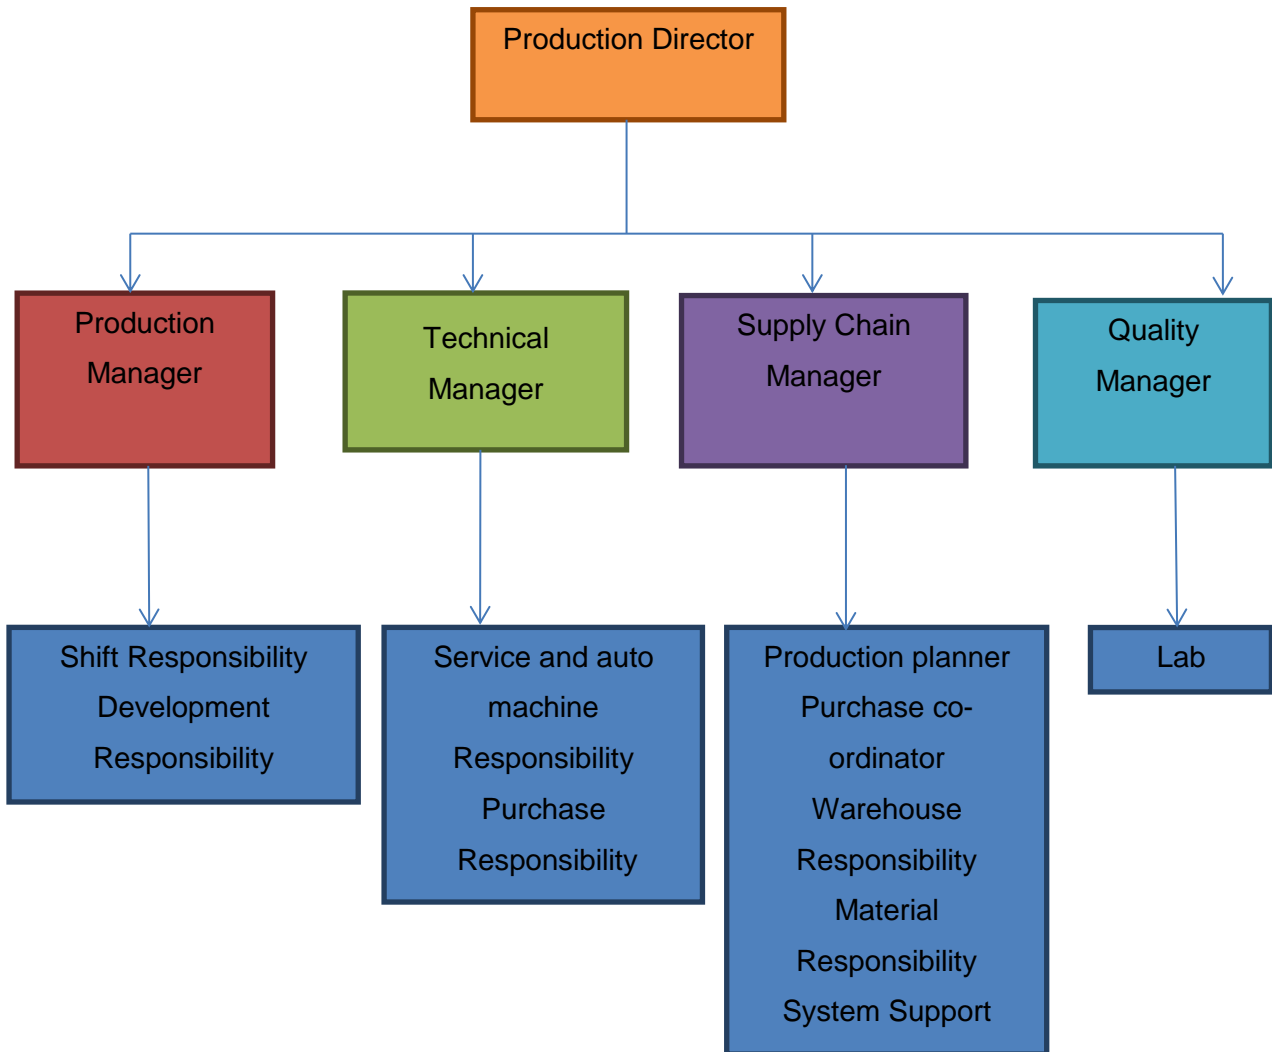 Production Director
Production
Manager
Technical
Manager
Supply Chain
Manager
Quality
Manager
Shift Responsibility
Development
Responsibility
Service and auto
machine
Responsibility
Purchase
Responsibility
Production planner
Purchase co-
ordinator
Warehouse
Responsibility
Material
Responsibility
System Support
Lab